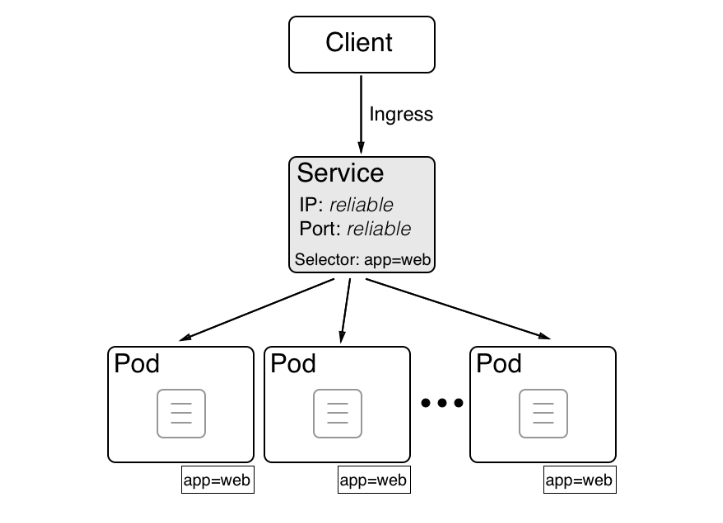 Client
Ingress
Service
IP: reliable
Port: reliable
Selector: app=web
Pod
Pod
Pod
app=web
app=web
app=web